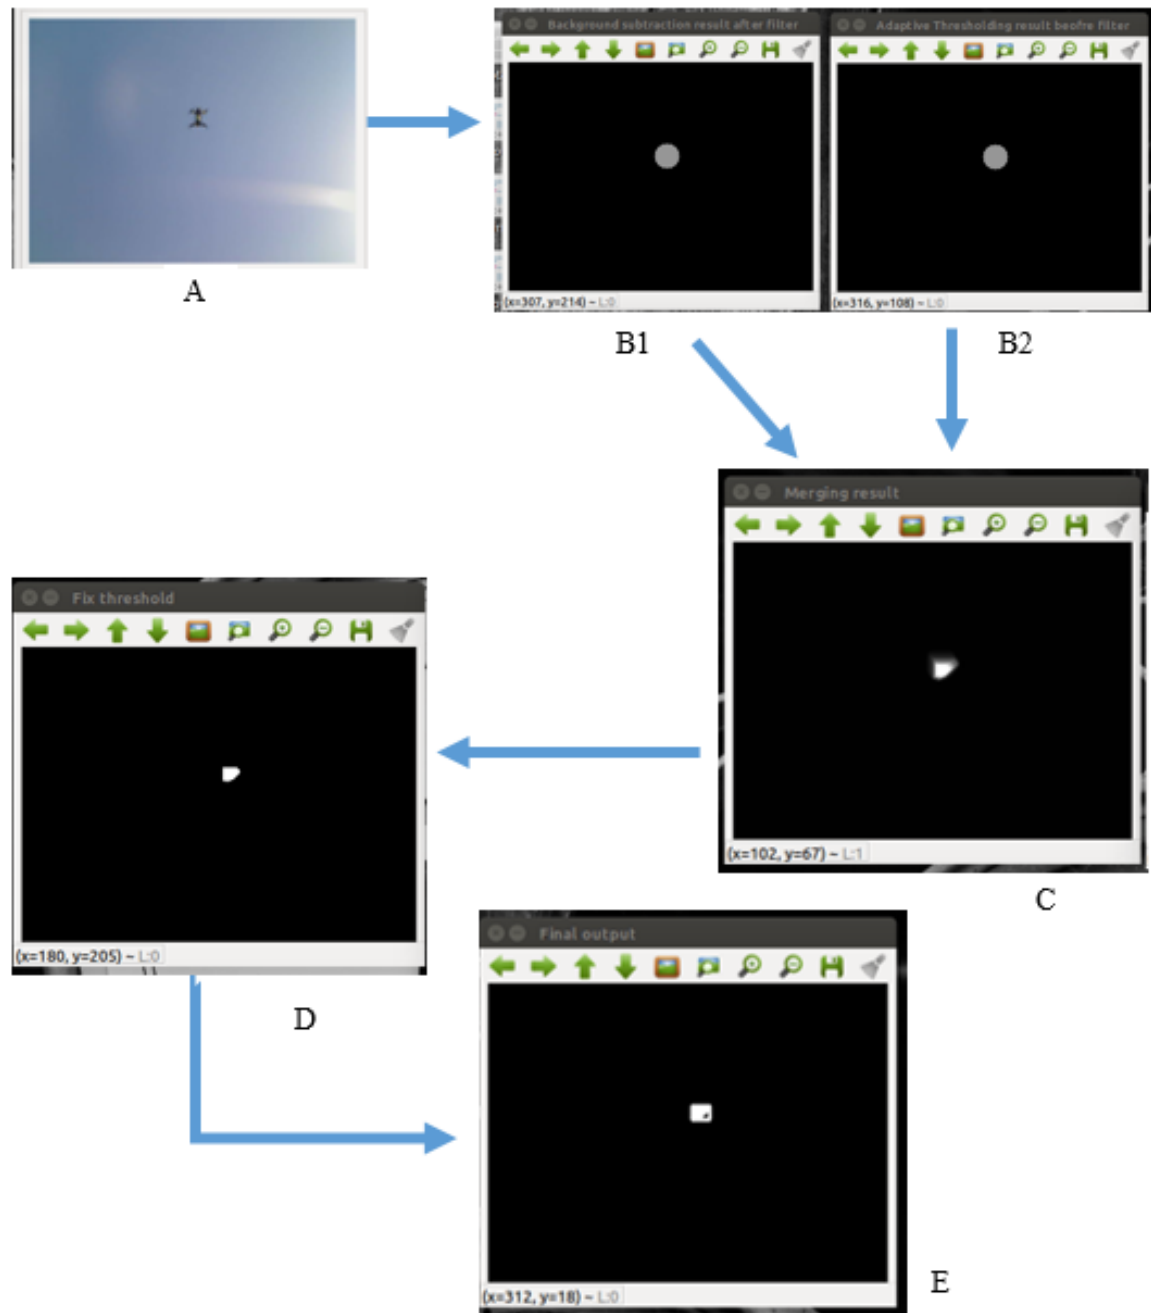 Background subtraction result after filter
Adaptive Thresholding result beofre filter
(x=307, y=214) ~ L:0
(x=316, y=108) ~ L:0
A
B1
B2
Merging result
Fix threshold
(x=102, y=67) ~ L:1
C
Final output
(x=180, y=205) ~ L:0
D
(x=312, y=18) ~ L:0
E